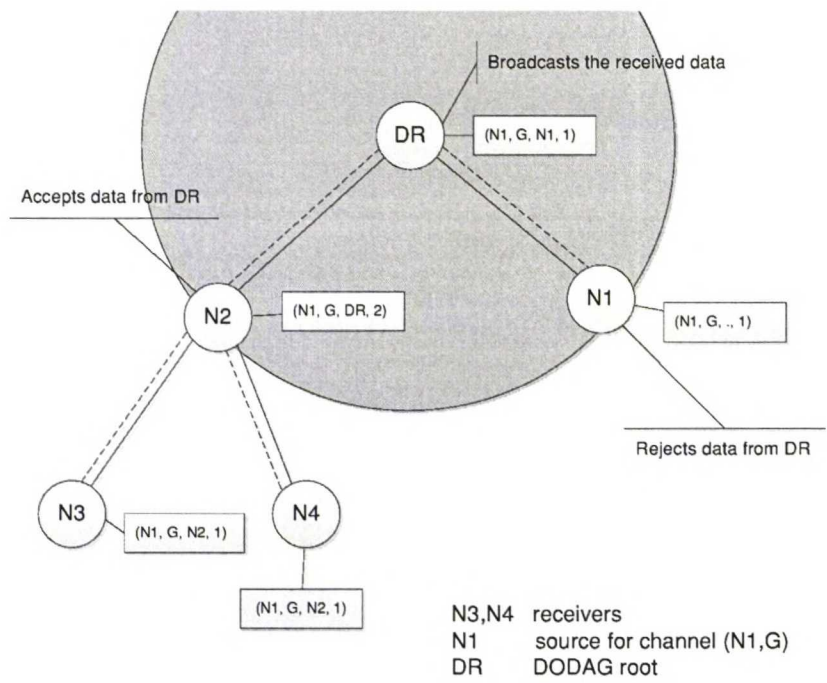 Broadcasts the received data
DR
(N1, G, N1, 1)
Accepts data from DR
N2
(N1, G, DR, 2)
N1
(N1, G, ., 1)
Rejects data from DR
N3
(N1, G, N2, 1)
N4
(N1, G, N2, 1)
N3,N4 receivers
N1 source for channel (N1,G)
DR DODAG root